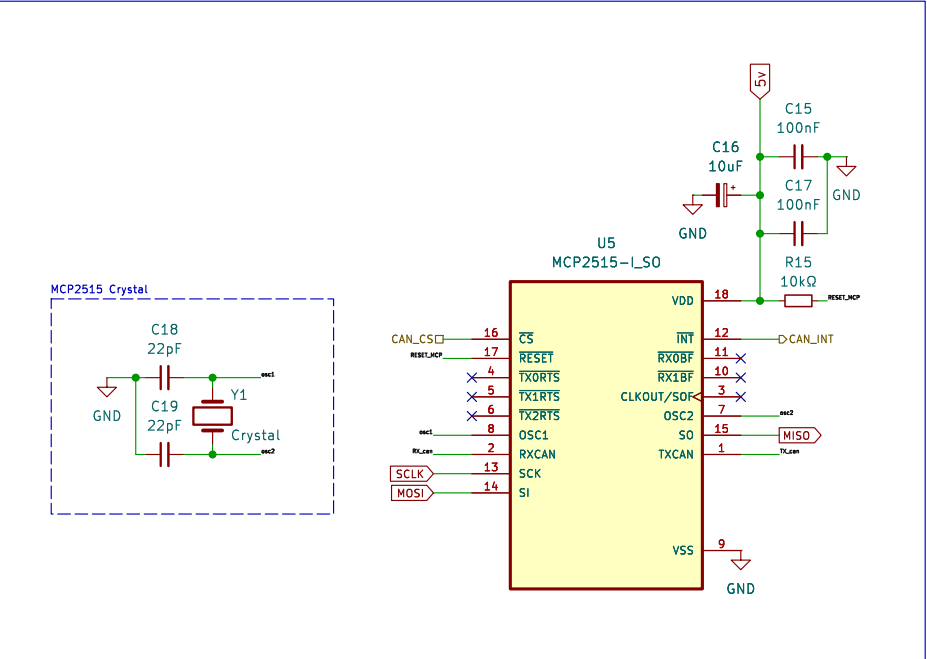 5v
C15
100nF
C16
10uF
+
C17
100nF
GND
GND
R15
10kΩ
RESET_MCP
U5
MCP2515-I_SO
MCP2515 Crystal
C18
22pF
osc1
GND
C19
22pF
Y1
Crystal
osc2
VDD 18
CAN_CS 16 CS INT 12 CAN_INT
RESET_MCP 17 RESET RX0BF 11
4 TX0RTS RX1BF 10
5 TX1RTS CLKOUT/SOF 3
6 TX2RTS OSC2 7 osc2
osc1 8 OSC1 SO 15 MISO
RX_can 2 RXCAN TXCAN 1 TX_can
SCLK 13 SCK
MOSI 14 SI
VSS 9
GND